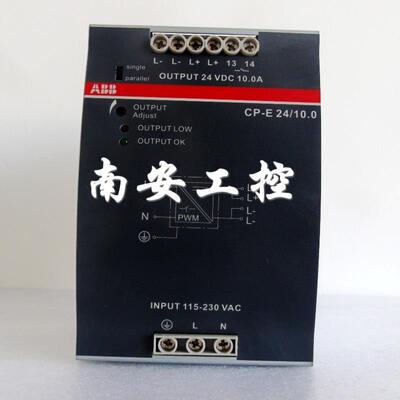 L- L- L+ L+ 13 14
single
parallel
OUTPUT 24 VDC 10.0A
ABB
OUTPUT
Adjust
CP-E 24/10.0
OUTPUT LOW
OUTPUT OK
南安工控
L+
L+
N
L-
PWM
L-
INPUT 115-230 VAC
L N